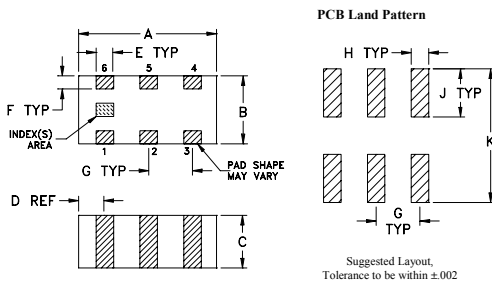 PCB Land Pattern
A
E TYP
6 5 4
F TYP
B
INDEX(S)
AREA
1 2 3
G TYP
PAD SHAPE
MAY VARY
D REF
C
H TYP
J TYP
K
G
TYP
Suggested Layout,
Tolerance to be within ±.002